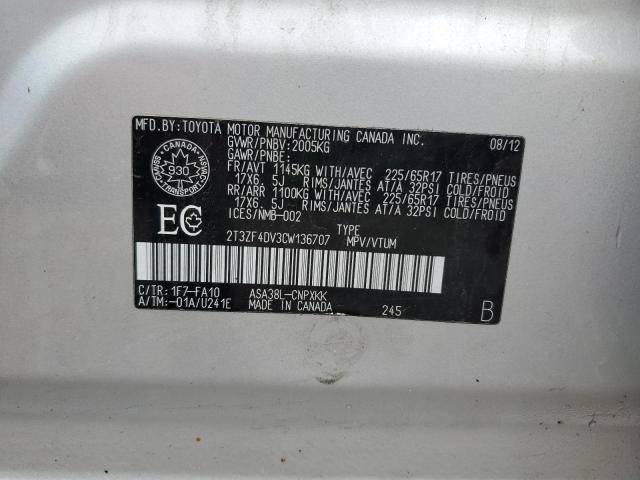 MFD.BY:TOYOTA MOTOR MANUFACTURING CANADA INC. 08/12
GVWR/PNBV:2005KG
GAWR/PNBE:
FR/AVT 1145KG WITH/AVEC 225/65R17 TIRES/PNEUS
17X6.5J RIMS/JANTES AT/A 32PSI COLD/FROID
RR/ARR 1100KG WITH/AVEC 225/65R17 TIRES/PNEUS
17X6.5J RIMS/JANTES AT/A 32PSI COLD/FROID
ICES/NMB-002
CANADA
930
TRANSPORT
CMVSS
NSVAC
EC
TYPE
2T3ZF4DV3CW136707 MPV/VTUM
C/TR:1F7-FA10 ASA38L-CNPXKK
A/TM:-01A/U241E MADE IN CANADA 245 B